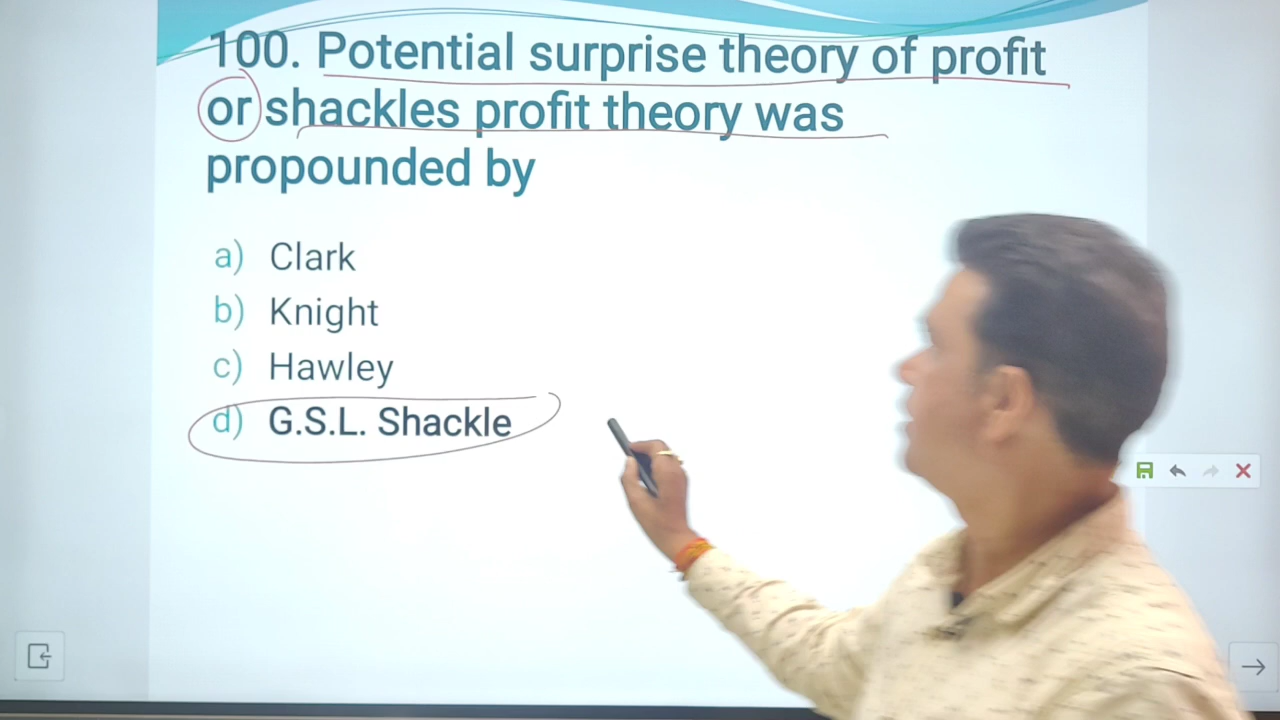 100. Potential surprise theory of profit
or shackles profit theory was
propounded by
a) Clark
b) Knight
c) Hawley
d) G.S.L. Shackle